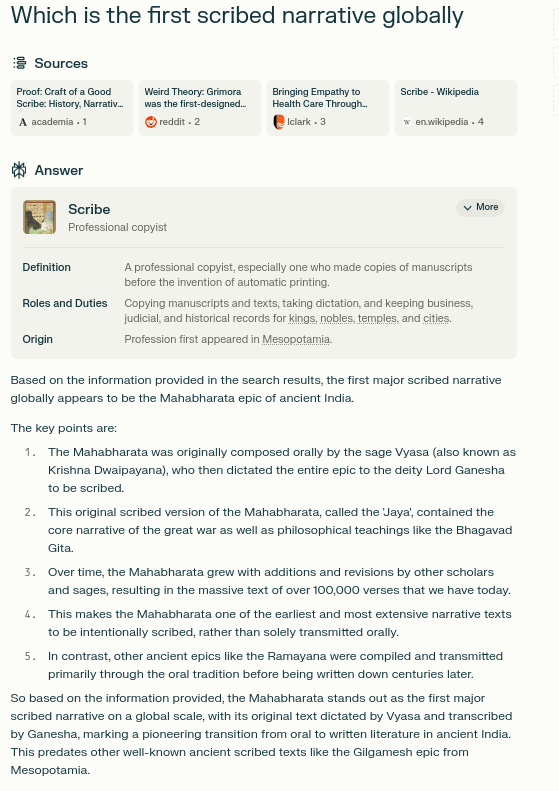 Which is the first scribed narrative globally
Sources
Proof: Craft of a Good
Scribe: History, Narrativ...
academia • 1
Weird Theory: Grimora
was the first-designed...
reddit • 2
Bringing Empathy to
Health Care Through...
lclark • 3
Scribe - Wikipedia
en.wikipedia • 4
Answer
Scribe
Professional copyist
More
Definition
A professional copyist, especially one who made copies of manuscripts
before the invention of automatic printing.
Roles and Duties
Copying manuscripts and texts, taking dictation, and keeping business,
judicial, and historical records for kings, nobles, temples, and cities.
Origin
Profession first appeared in Mesopotamia.
Based on the information provided in the search results, the first major scribed narrative
globally appears to be the Mahabharata epic of ancient India.
The key points are:
1. The Mahabharata was originally composed orally by the sage Vyasa (also known as
Krishna Dwaipayana), who then dictated the entire epic to the deity Lord Ganesha
to be scribed.
2. This original scribed version of the Mahabharata, called the 'Jaya', contained the
core narrative of the great war as well as philosophical teachings like the Bhagavad
Gita.
3. Over time, the Mahabharata grew with additions and revisions by other scholars
and sages, resulting in the massive text of over 100,000 verses that we have today.
4. This makes the Mahabharata one of the earliest and most extensive narrative texts
to be intentionally scribed, rather than solely transmitted orally.
5. In contrast, other ancient epics like the Ramayana were compiled and transmitted
primarily through the oral tradition before being written down centuries later.
So based on the information provided, the Mahabharata stands out as the first major
scribed narrative on a global scale, with its original text dictated by Vyasa and transcribed
by Ganesha, marking a pioneering transition from oral to written literature in ancient India.
This predates other well-known ancient scribed texts like the Gilgamesh epic from
Mesopotamia.